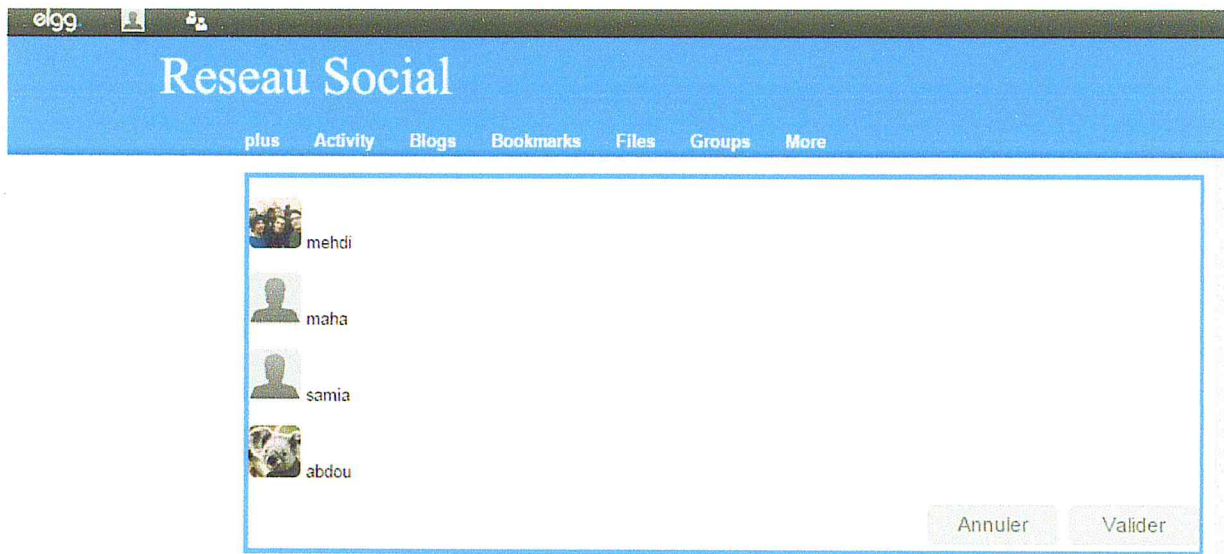 elgg.
Reseau Social
plus Activity Blogs Bookmarks Files Groups More
mehdi
maha
samia
abdou
Annuler Valider